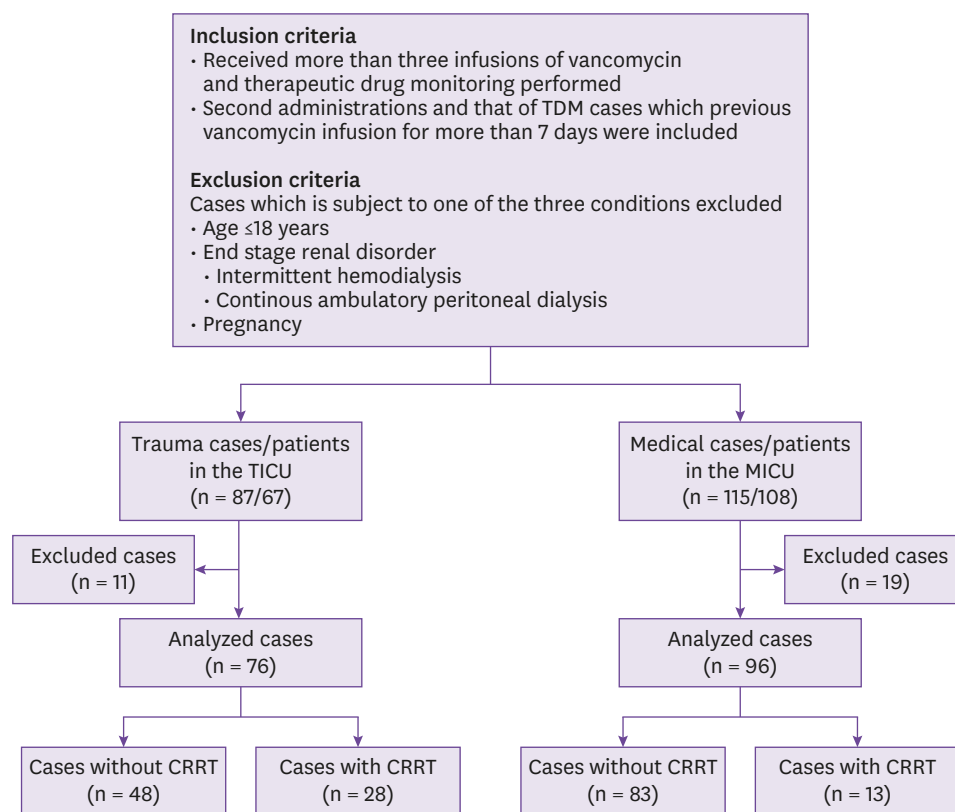 Inclusion criteria
· Received more than three infusions of vancomycin
and therapeutic drug monitoring performed
· Second administrations and that of TDM cases which previous
vancomycin infusion for more than 7 days were included
Exclusion criteria
Cases which is subject to one of the three conditions excluded
· Age ≤18 years
· End stage renal disorder
· Intermittent hemodialysis
· Continous ambulatory peritoneal dialysis
· Pregnancy
Trauma cases/patients
in the TICU
(n = 87/67)
Medical cases/patients
in the MICU
(n = 115/108)
Excluded cases
(n = 11)
Excluded cases
(n = 19)
Analyzed cases
(n = 76)
Analyzed cases
(n = 96)
Cases without CRRT
(n = 48)
Cases with CRRT
(n = 28)
Cases without CRRT
(n = 83)
Cases with CRRT
(n = 13)